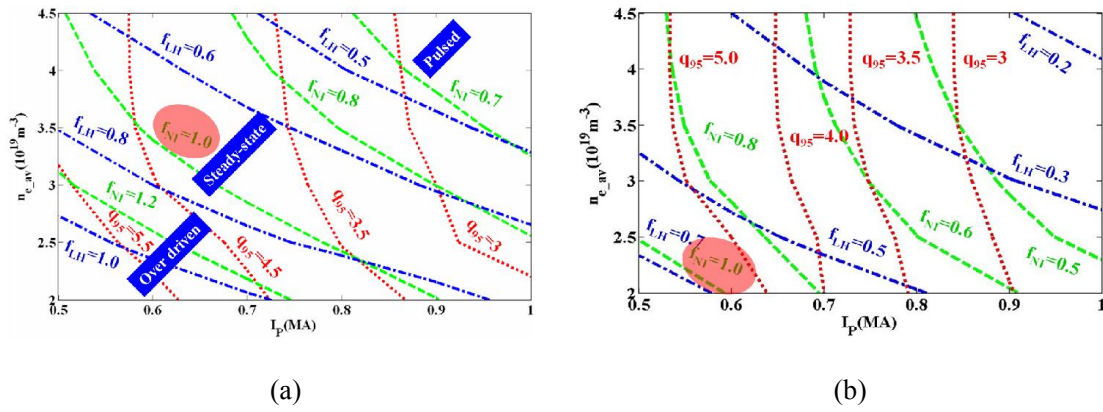 n_e_av(10^19 m^-3)
4
3.5
3
2.5
2
0.5
0.6
0.7
0.8
0.9
1
I_P(MA)
f_LH=0.6
f_LH=0.5
Pulsed
f_NI=0.7
f_NI=0.8
f_NI=1.0
f_LH=0.8
Steady-state
f_NI=1.2
q_95=3.5
q_95=3
q_95=5.5
Over driven
q_95=4.5
f_LH=1.0
(a)
n_e_av(10^19 m^-3)
4
3.5
3
2.5
2
0.5
0.6
0.7
0.8
0.9
1
I_P(MA)
q_95=5.0
q_95=3.5
q_95=3
f_LH=0.2
f_NI=0.8
q_95=4.0
f_LH=0.3
f_LH=0.7
f_NI=1.0
f_LH=0.5
f_NI=0.6
f_NI=0.5
(b)